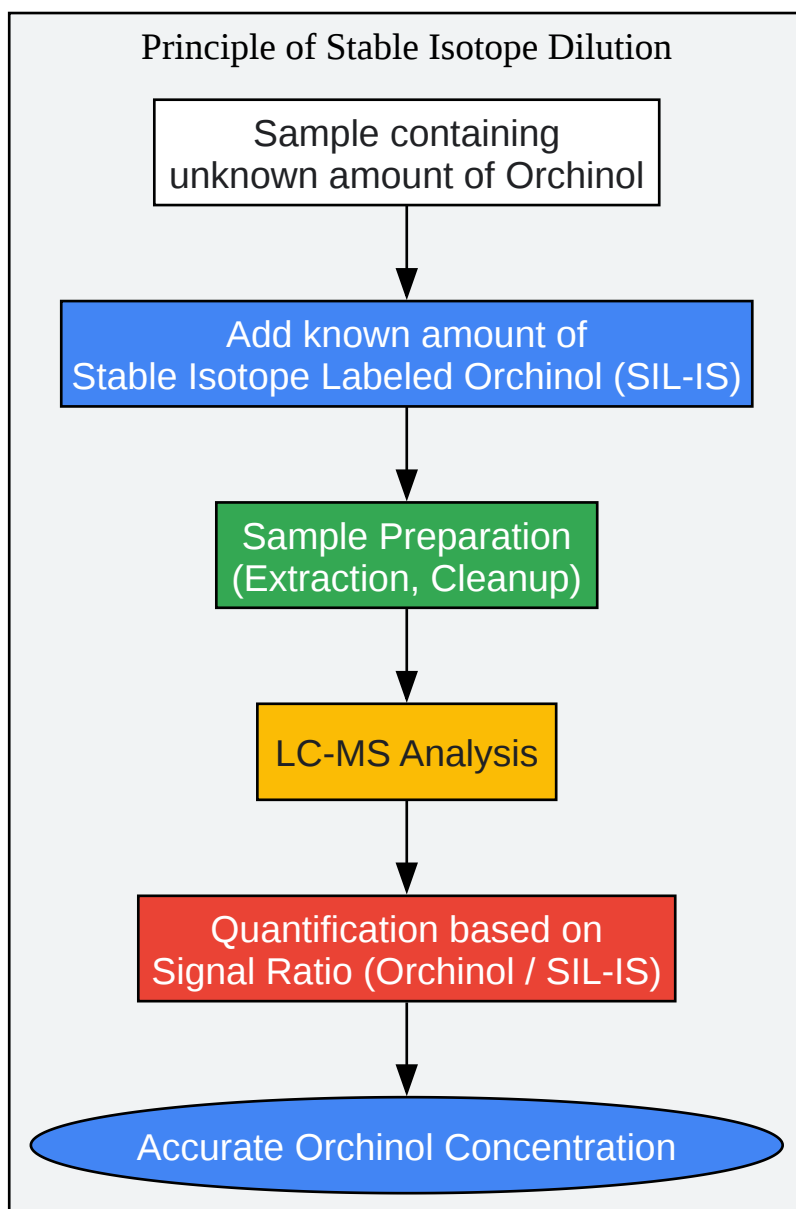 Principle of Stable Isotope Dilution
Sample containing
unknown amount of Orchinol
Add known amount of
Stable Isotope Labeled Orchinol (SIL-IS)
Sample Preparation
(Extraction, Cleanup)
LC-MS Analysis
Quantification based on
Signal Ratio (Orchinol / SIL-IS)
Accurate Orchinol Concentration